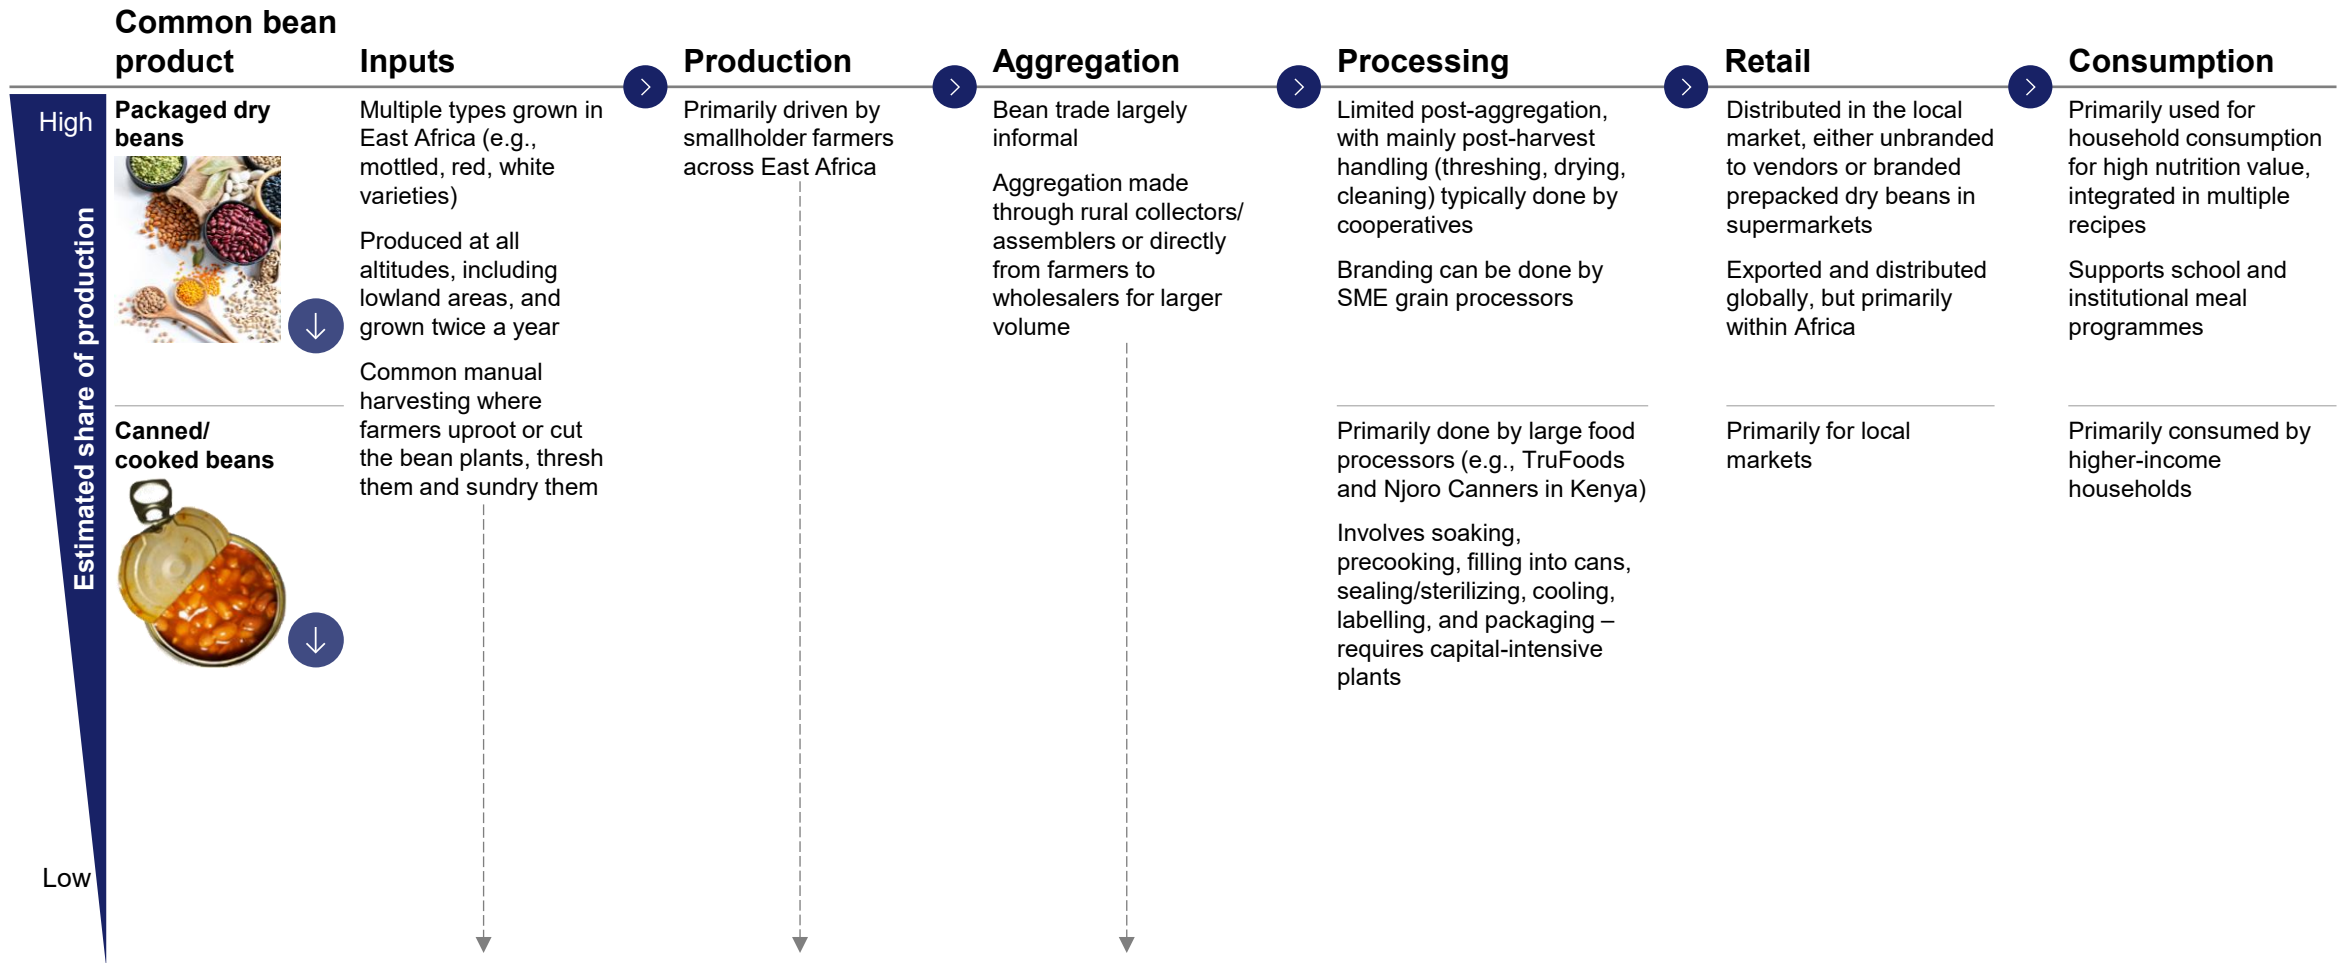 Common bean
product
Inputs
Production
Aggregation
Processing
Retail
Consumption
High
Estimated share of production
Low
Packaged dry
beans
Multiple types grown in
East Africa (e.g.,
mottled, red, white
varieties)
Produced at all
altitudes, including
lowland areas, and
grown twice a year
Common manual
harvesting where
farmers uproot or cut
the bean plants, thresh
them and sundry them
Primarily driven by
smallholder farmers
across East Africa
Bean trade largely
informal
Aggregation made
through rural collectors/
assemblers or directly
from farmers to
wholesalers for larger
volume
Limited post-aggregation,
with mainly post-harvest
handling (threshing, drying,
cleaning) typically done by
cooperatives
Branding can be done by
SME grain processors
Distributed in the local
market, either unbranded
to vendors or branded
prepacked dry beans in
supermarkets
Exported and distributed
globally, but primarily
within Africa
Primarily used for
household consumption
for high nutrition value,
integrated in multiple
recipes
Supports school and
institutional meal
programmes
Canned/
cooked beans
Primarily done by large food
processors (e.g., TruFoods
and Njoro Canners in Kenya)
Involves soaking,
precooking, filling into cans,
sealing/sterilizing, cooling,
labelling, and packaging –
requires capital-intensive
plants
Primarily for local
markets
Primarily consumed by
higher-income
households